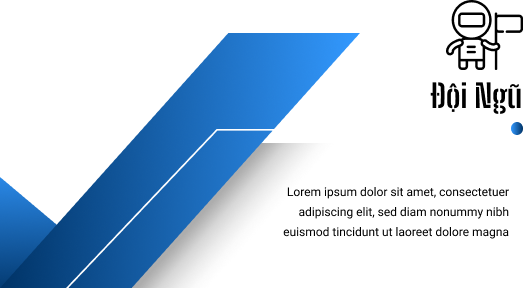 Đội Ngũ
Lorem ipsum dolor sit amet, consectetuer
adipiscing elit, sed diam nonummy nibh
euismod tincidunt ut laoreet dolore magna